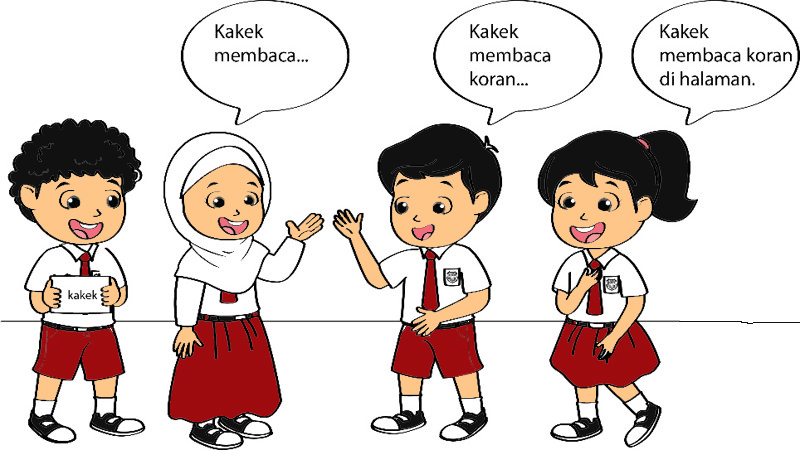 kakek
Kakek
membaca...
Kakek
membaca
koran...
Kakek
membaca koran
di halaman.